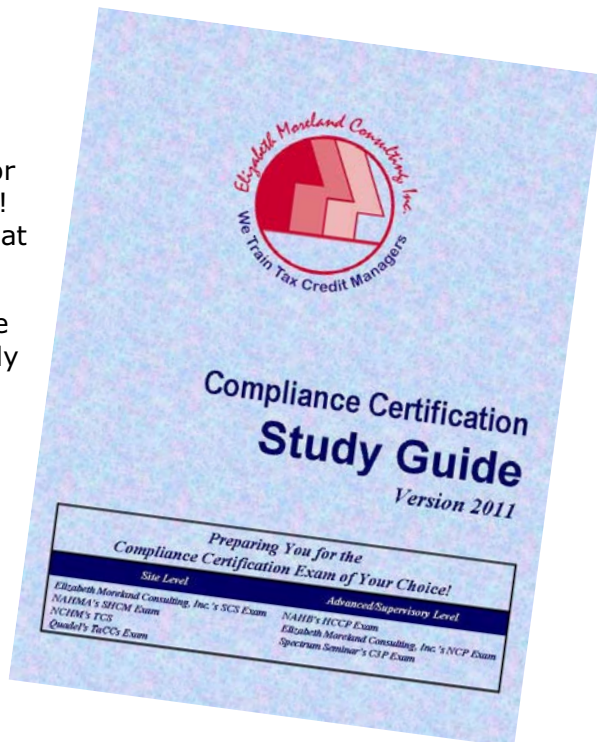 or
!
at
e
ly
Elizabeth Moreland Consulting, Inc.
We Train Tax Credit Managers
Compliance Certification
Study Guide
Version 2011
Preparing You for the
Compliance Certification Exam of Your Choice!
Site Level
Elizabeth Moreland Consulting, Inc.'s SCS Exam
NAHMA's SHCM Exam
NCHM's TCS
Quadel's TaCCs Exam
Advanced/Supervisory Level
NAHB's HCCP Exam
Elizabeth Moreland Consulting, Inc.'s NCP Exam
Spectrum Seminar's C3P Exam